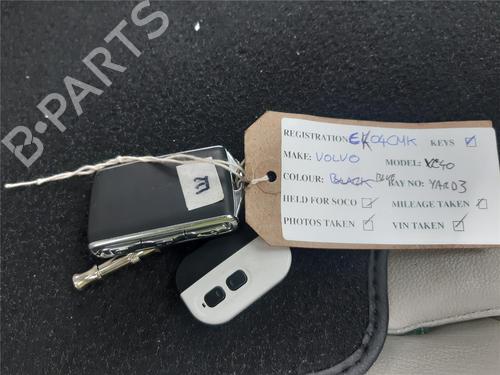 B-PARTS
REGISTRATION EK04CMK KEYS
MAKE: VOLVO MODEL: XC40
COLOUR: BLACK BLUE BAY NO: YARD3
HELD FOR SOCO MILEAGE TAKEN
PHOTOS TAKEN VIN TAKEN